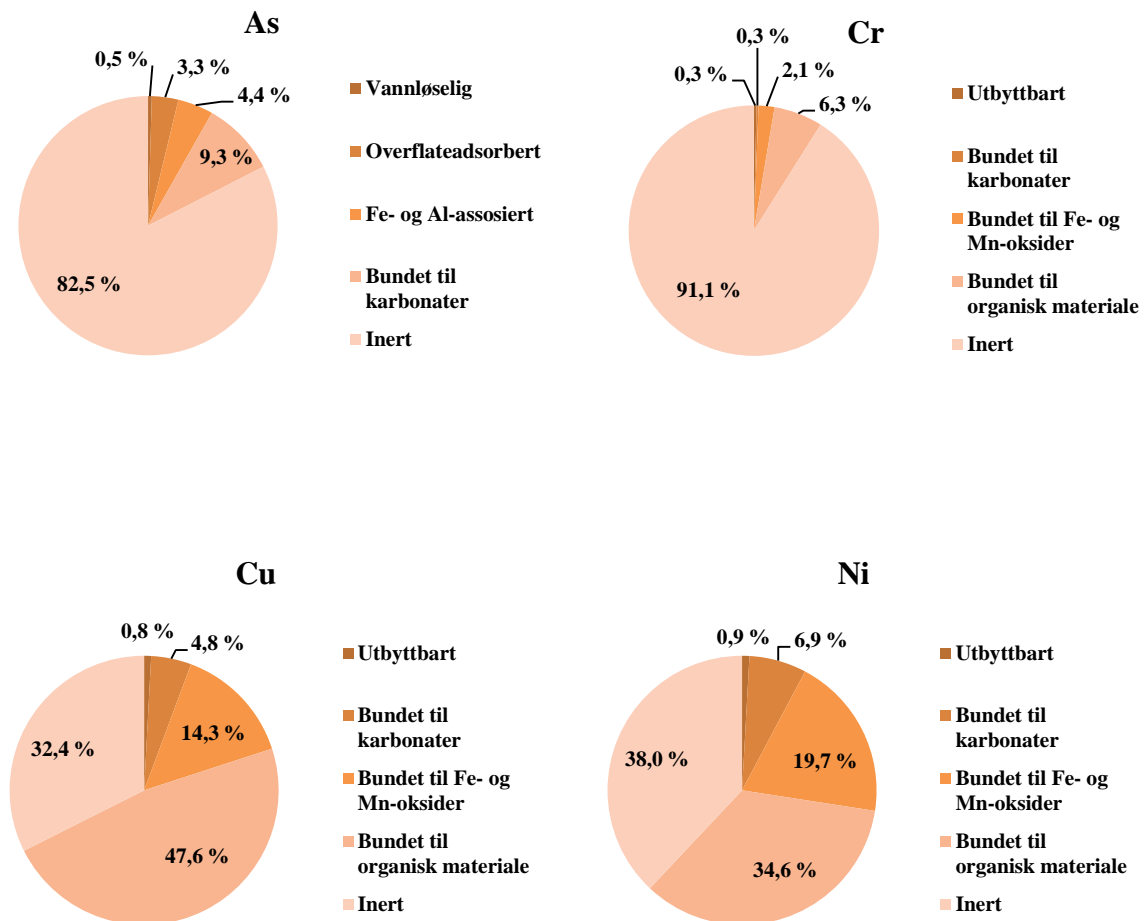 As
0,5 %
3,3 %
4,4 %
9,3 %
82,5 %
Vannløselig
Overflateadsorbert
Fe- og Al-assosiert
Bundet til
karbonater
Inert
Cr
0,3 %
0,3 %
2,1 %
6,3 %
91,1 %
Utbyttbart
Bundet til
karbonater
Bundet til Fe- og
Mn-oksider
Bundet til
organisk materiale
Inert
Cu
0,8 %
4,8 %
14,3 %
32,4 %
47,6 %
Utbyttbart
Bundet til
karbonater
Bundet til Fe- og
Mn-oksider
Bundet til
organisk materiale
Inert
Ni
0,9 %
6,9 %
38,0 %
19,7 %
34,6 %
Utbyttbart
Bundet til
karbonater
Bundet til Fe- og
Mn-oksider
Bundet til
organisk materiale
Inert